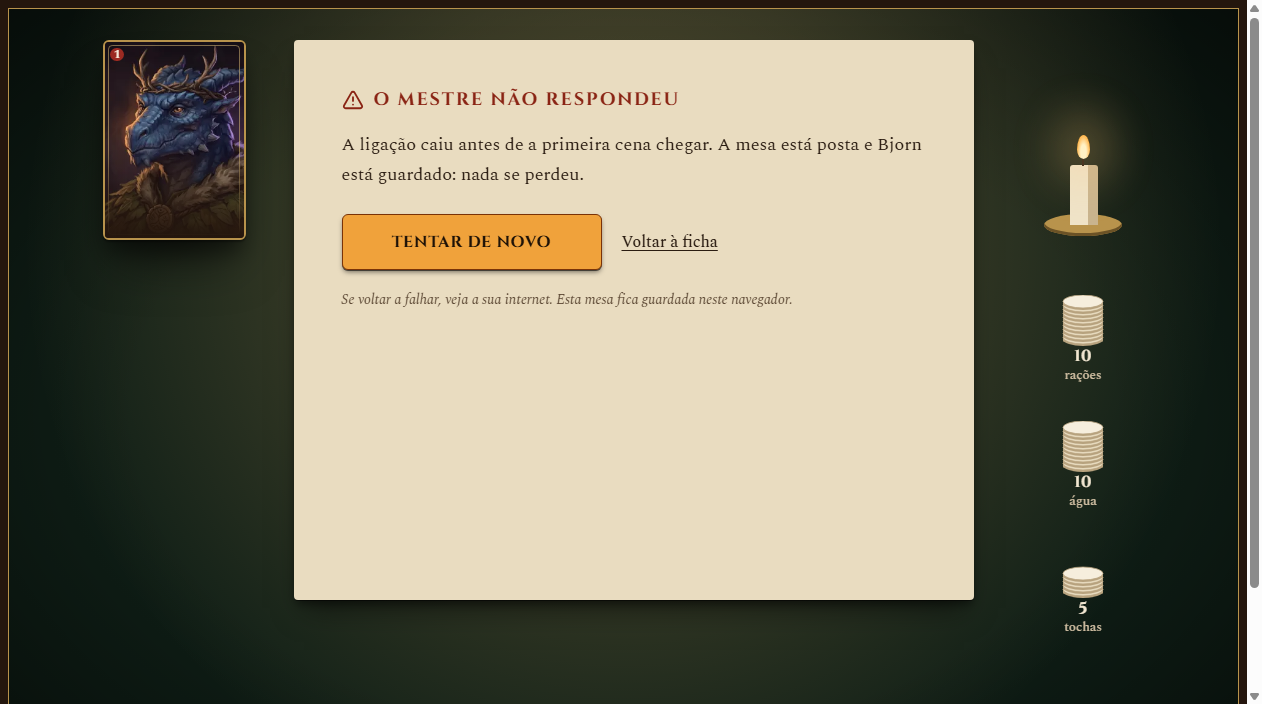 1
O MESTRE NÃO RESPONDEU
A ligação caiu antes de a primeira cena chegar. A mesa está posta e Bjorn
está guardado: nada se perdeu.
TENTAR DE NOVO
Voltar à ficha
Se voltar a falhar, veja a sua internet. Esta mesa fica guardada neste navegador.
10
rações
10
água
5
tochas